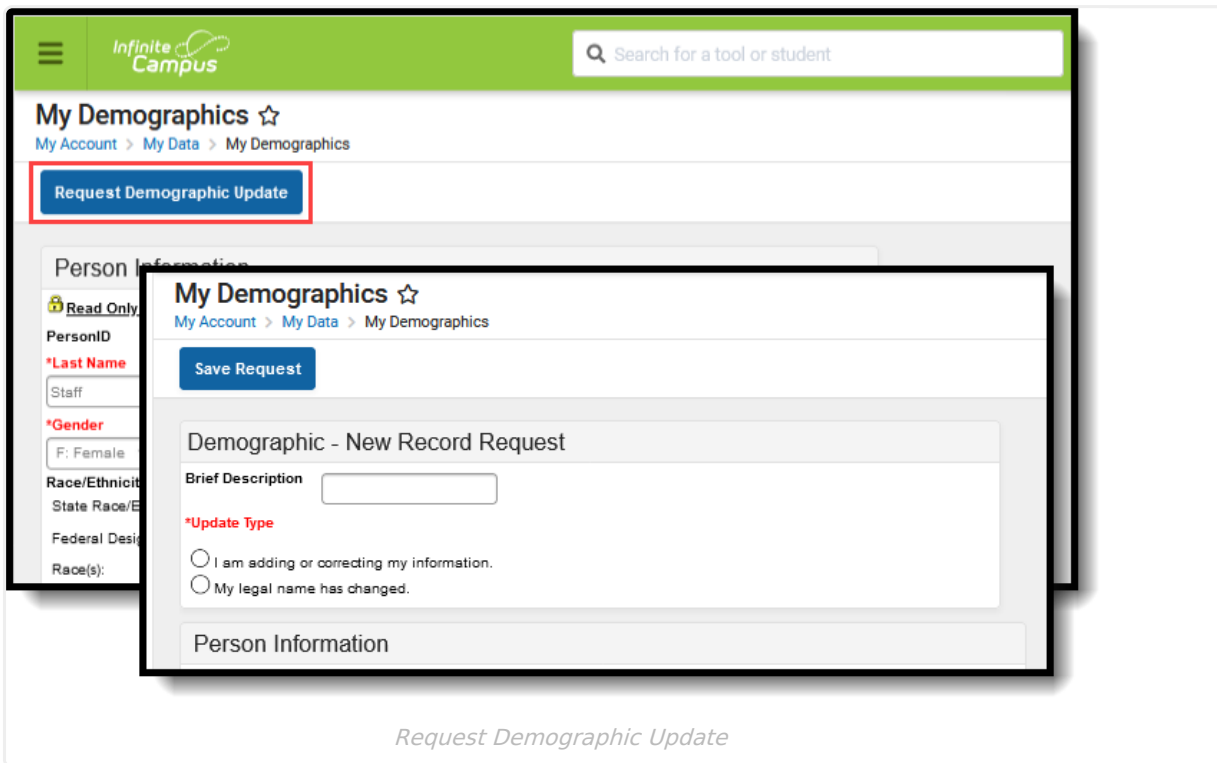 Infinite
Campus
Search for a tool or student
My Demographics
My Account > My Data > My Demographics
Request Demographic Update
Person Information
Read Only
PersonID
*Last Name
Staff
*Gender
F: Female
Race/Ethnicit
State Race/E
Federal Desig
Race(s):
My Demographics
My Account > My Data > My Demographics
Save Request
Demographic - New Record Request
Brief Description
*Update Type
I am adding or correcting my information.
My legal name has changed.
Person Information
Request Demographic Update